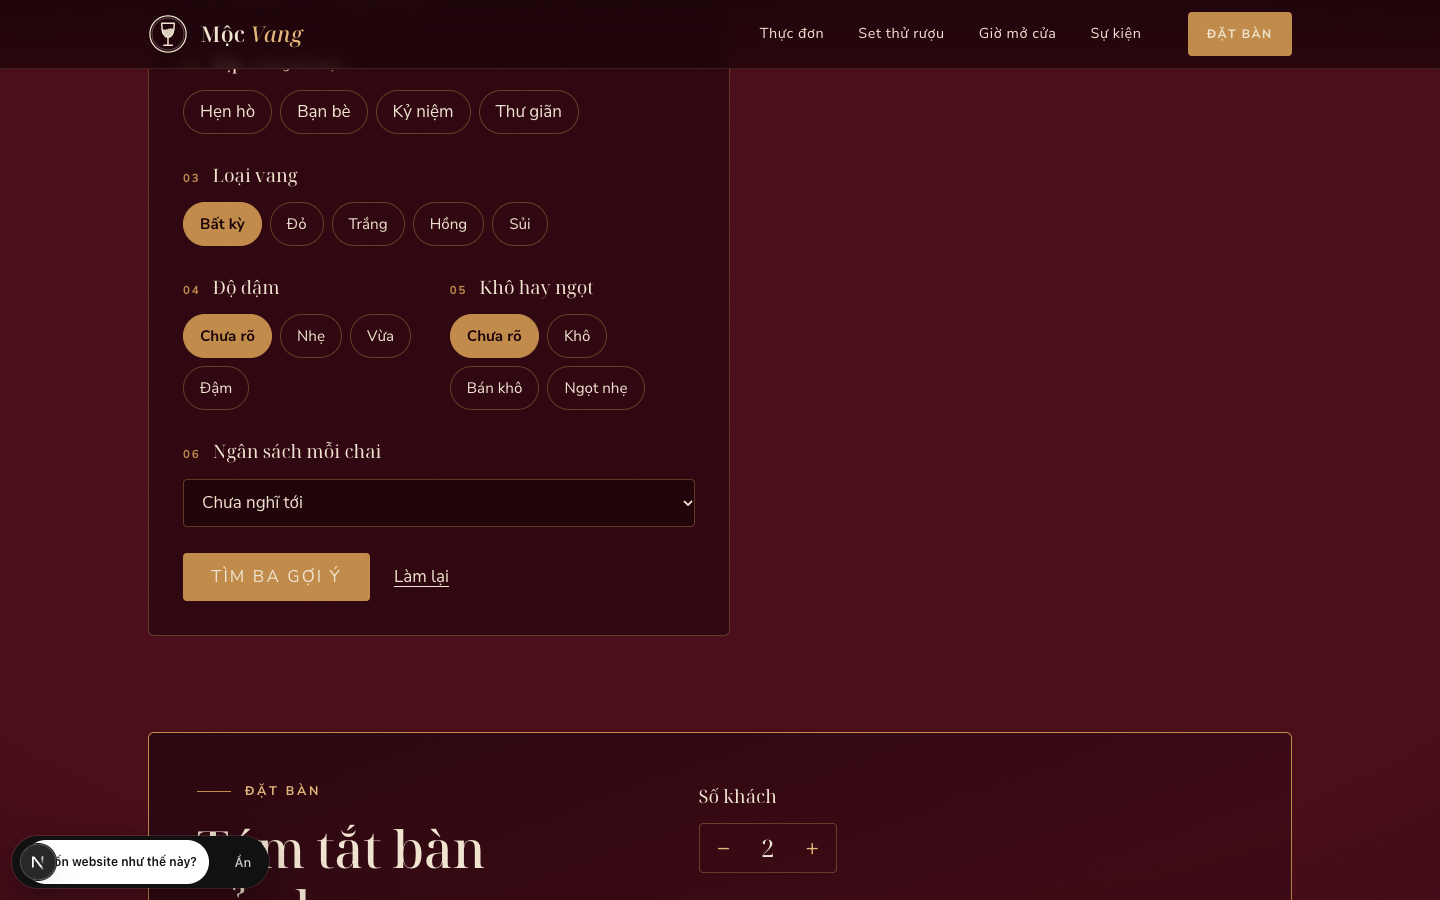 Mộc Vang
Thực đơn
Set thử rượu
Giờ mở cửa
Sự kiện
ĐẶT BÀN
Hẹn hò
Bạn bè
Kỷ niệm
Thư giãn
03 Loại vang
Bất kỳ
Đỏ
Trắng
Hồng
Sủi
04 Độ đậm
Chưa rõ
Nhẹ
Vừa
Đậm
05 Khô hay ngọt
Chưa rõ
Khô
Bán khô
Ngọt nhẹ
06 Ngân sách mỗi chai
Chưa nghĩ tới
TÌM BA GỢI Ý
Làm lại
ĐẶT BÀN
Tóm tắt bàn
Số khách
− 2 +
N
website như thế này?
Ẩn